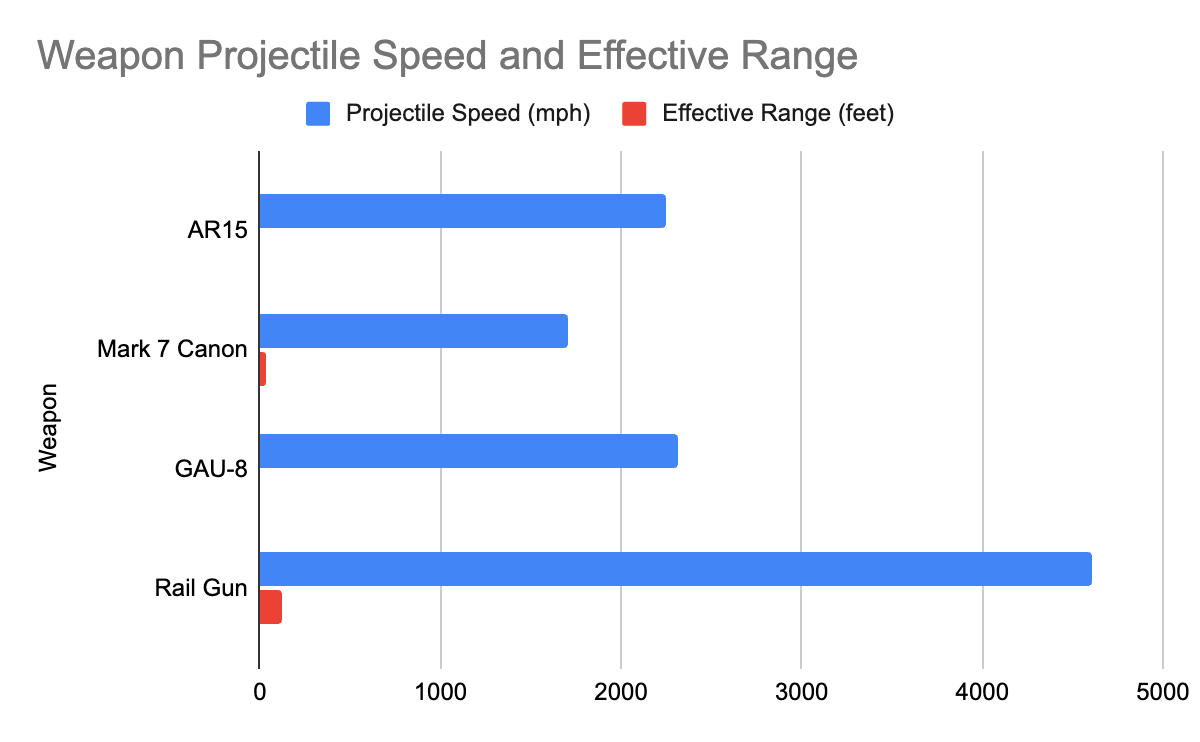 Weapon Projectile Speed and Effective Range
Projectile Speed (mph) Effective Range (feet)
AR15
Mark 7 Canon
GAU-8
Rail Gun
Weapon
0 1000 2000 3000 4000 5000